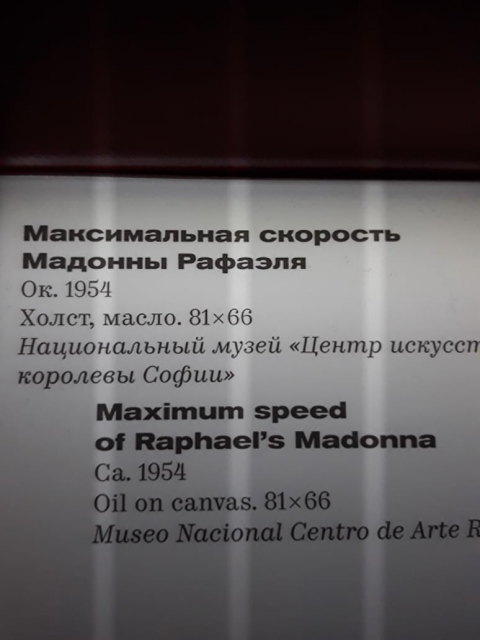 Максимальная скорость
Мадонны Рафаэля
Ок. 1954
Холст, масло. 81×66
Национальный музей «Центр
королевы Софии»
Maximum speed
of Raphael's Madonna
Ca. 1954
Oil on canvas. 81×66
Museo Nacional Centro de Arte